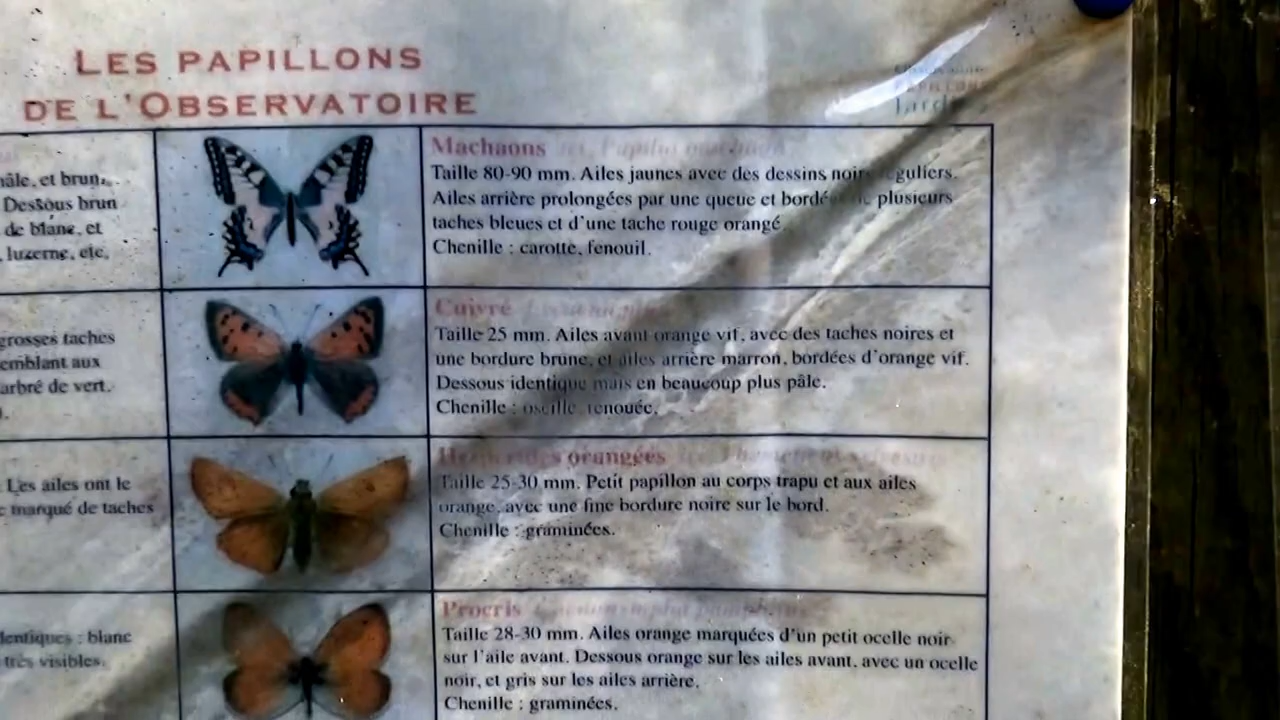 LES PAPILLONS
DE L'OBSERVATOIRE
PAPILLONS
Jardins
mâle, et brun
Dessous brun
de blanc, et
luzerne, etc.
Machaons
Taille 80-90 mm. Ailes jaunes avec des dessins noirs
Ailes arrière prolongées par une queue et plusieurs
taches bleues et d'une tache rouge orangé
Chenille : carotte, fenouil.
grosses taches
semblant aux
arbré de vert.
Cuivré
Taille 25 mm. Ailes avant orange vif, avec des taches noires et
une bordure brune, et ailes arrière marron, bordées d'orange vif.
Dessous identique mais en beaucoup plus pâle.
Chenille : oseille, renouée.
Les ailes ont le
marqué de taches
Hespérides orangées
Taille 25-30 mm. Petit papillon au corps trapu et aux ailes
orange, avec une fine bordure noire sur le bord.
Chenille : graminées.
dentiques : blanc
très visibles.
Procris
Taille 28-30 mm. Ailes orange marquées d'un petit ocelle noir
sur l'aile avant. Dessous orange sur les ailes avant, avec un ocelle
noir, et gris sur les ailes arrière.
Chenille : graminées.